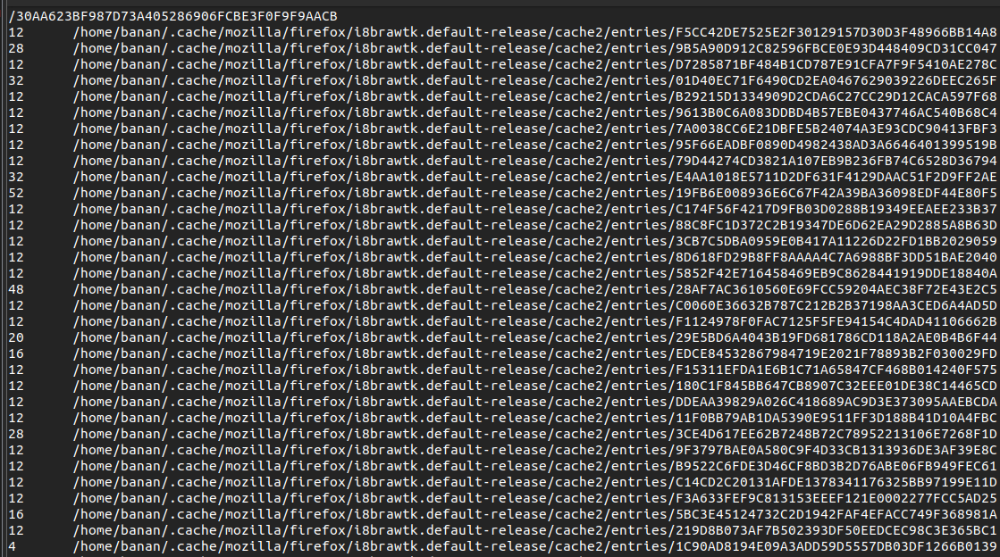 /30AA623BF987D73A405286906FCBE3F0F9F9AACB
12	/home/banan/.cache/mozilla/firefox/i8brawtk.default-release/cache2/entries/F5CC42DE7525E2F30129157D30D3F48966BB14A8
28	/home/banan/.cache/mozilla/firefox/i8brawtk.default-release/cache2/entries/9B5A90D912C82596FBCE0E93D448409CD31CC047
12	/home/banan/.cache/mozilla/firefox/i8brawtk.default-release/cache2/entries/D7285871BF484B1CD787E91CFA7F9F5410AE278C
32	/home/banan/.cache/mozilla/firefox/i8brawtk.default-release/cache2/entries/01D40EC71F6490CD2EA0467629039226DEEC265F
12	/home/banan/.cache/mozilla/firefox/i8brawtk.default-release/cache2/entries/B29215D1334909D2CDA6C27CC29D12CACA597F68
12	/home/banan/.cache/mozilla/firefox/i8brawtk.default-release/cache2/entries/9613B0C6A083DDBD4B57EBE0437746AC540B68C4
12	/home/banan/.cache/mozilla/firefox/i8brawtk.default-release/cache2/entries/7A0038CC6E21DBFE5B24074A3E93CDC90413FBF3
12	/home/banan/.cache/mozilla/firefox/i8brawtk.default-release/cache2/entries/95F66EADBF0890D4982438AD3A6646401399519B
12	/home/banan/.cache/mozilla/firefox/i8brawtk.default-release/cache2/entries/79D44274CD3821A107EB9B236FB74C6528D36794
32	/home/banan/.cache/mozilla/firefox/i8brawtk.default-release/cache2/entries/E4AA1018E5711D2DF631F4129DAAC51F2D9FF2AE
52	/home/banan/.cache/mozilla/firefox/i8brawtk.default-release/cache2/entries/19FB6E008936E6C67F42A39BA36098EDF44E80F5
12	/home/banan/.cache/mozilla/firefox/i8brawtk.default-release/cache2/entries/C174F56F4217D9FB03D0288B19349EEAEE233B37
12	/home/banan/.cache/mozilla/firefox/i8brawtk.default-release/cache2/entries/88C8FC1D372C2B19347DE6D62EA29D2885A8B63D
12	/home/banan/.cache/mozilla/firefox/i8brawtk.default-release/cache2/entries/3CB7C5DBA0959E0B417A11226D22FD1BB2029059
12	/home/banan/.cache/mozilla/firefox/i8brawtk.default-release/cache2/entries/8D618FD29B8FF8AAAA4C7A6988BF3DD51BAE2040
12	/home/banan/.cache/mozilla/firefox/i8brawtk.default-release/cache2/entries/5852F42E716458469EB9C8628441919DDE18840A
48	/home/banan/.cache/mozilla/firefox/i8brawtk.default-release/cache2/entries/28AF7AC3610560E69FCC59204AEC38F72E43E2C5
12	/home/banan/.cache/mozilla/firefox/i8brawtk.default-release/cache2/entries/C0060E36632B787C212B2B37198AA3CED6A4AD5D
12	/home/banan/.cache/mozilla/firefox/i8brawtk.default-release/cache2/entries/F1124978F0FAC7125F5FE94154C4DAD41106662B
20	/home/banan/.cache/mozilla/firefox/i8brawtk.default-release/cache2/entries/29E5BD6A4043B19FD681786CD118A2AE0B4B6F44
16	/home/banan/.cache/mozilla/firefox/i8brawtk.default-release/cache2/entries/EDCE84532867984719E2021F78893B2F030029FD
12	/home/banan/.cache/mozilla/firefox/i8brawtk.default-release/cache2/entries/F15311EFDA1E6B1C71A65847CF468B014240F575
12	/home/banan/.cache/mozilla/firefox/i8brawtk.default-release/cache2/entries/180C1F845BB647CB8907C32EEE01DE38C14465CD
12	/home/banan/.cache/mozilla/firefox/i8brawtk.default-release/cache2/entries/DDEAA39829A026C418689AC9D3E373095AAEBCDA
12	/home/banan/.cache/mozilla/firefox/i8brawtk.default-release/cache2/entries/11F0BB79AB1DA5390E9511FF3D188B41D10A4FBC
28	/home/banan/.cache/mozilla/firefox/i8brawtk.default-release/cache2/entries/3CE4D617EE62B7248B72C78952213106E7268F1D
12	/home/banan/.cache/mozilla/firefox/i8brawtk.default-release/cache2/entries/9F3797BAE0A580C9F4D33CB1313936DE3AF39E8C
12	/home/banan/.cache/mozilla/firefox/i8brawtk.default-release/cache2/entries/B9522C6FDE3D46CF8BD3B2D76ABE06FB949FEC61
12	/home/banan/.cache/mozilla/firefox/i8brawtk.default-release/cache2/entries/C14CD2C20131AFDE1378341176325BB97199E11D
12	/home/banan/.cache/mozilla/firefox/i8brawtk.default-release/cache2/entries/F3A633FEF9C813153EEEF121E0002277FCC5AD25
16	/home/banan/.cache/mozilla/firefox/i8brawtk.default-release/cache2/entries/5BC3E45124732C2D1942FAF4EFACC749F368981A
12	/home/banan/.cache/mozilla/firefox/i8brawtk.default-release/cache2/entries/219D8B073AF7B502393DF50EEDCEC98C3E365BC1
4	/home/banan/.cache/mozilla/firefox/i8brawtk.default-release/cache2/entries/1C90AD8194E09A3ADD59D5557DB03DF1266B0139